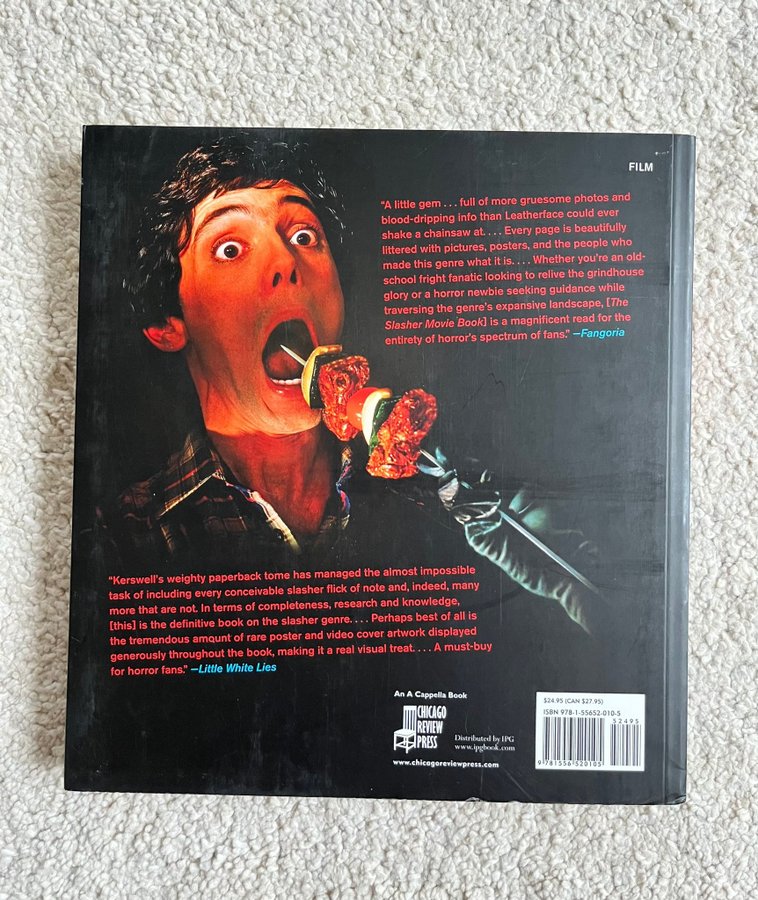 FILM
"A little gem . . . full of more gruesome photos and
blood-dripping info than Leatherface could ever
shake a chainsaw at. . . . Every page is beautifully
littered with pictures, posters, and the people who
made this genre what it is. . . . Whether you're an old-
school fright fanatic looking to relive the grindhouse
glory or a horror newbie seeking guidance while
traversing the genre's expansive landscape, [The
Slasher Movie Book] is a magnificent read for the
entirety of horror's spectrum of fans." —Fangoria
"Kerswell's weighty paperback tome has managed the almost impossible
task of including every conceivable slasher flick of note and, indeed, many
more that are not. In terms of completeness, research and knowledge,
[this] is the definitive book on the slasher genre. . . . Perhaps best of all is
the tremendous amount of rare poster and video cover artwork displayed
generously throughout the book, making it a real visual treat. . . . A must-buy
for horror fans." —Little White Lies
An A Cappella Book
CHICAGO
REVIEW
PRESS
Distributed by IPG
www.ipgbook.com
www.chicagoreviewpress.com
$24.95 (CAN $27.95)
ISBN 978-1-55652-010-5
52495
9 781556 520105